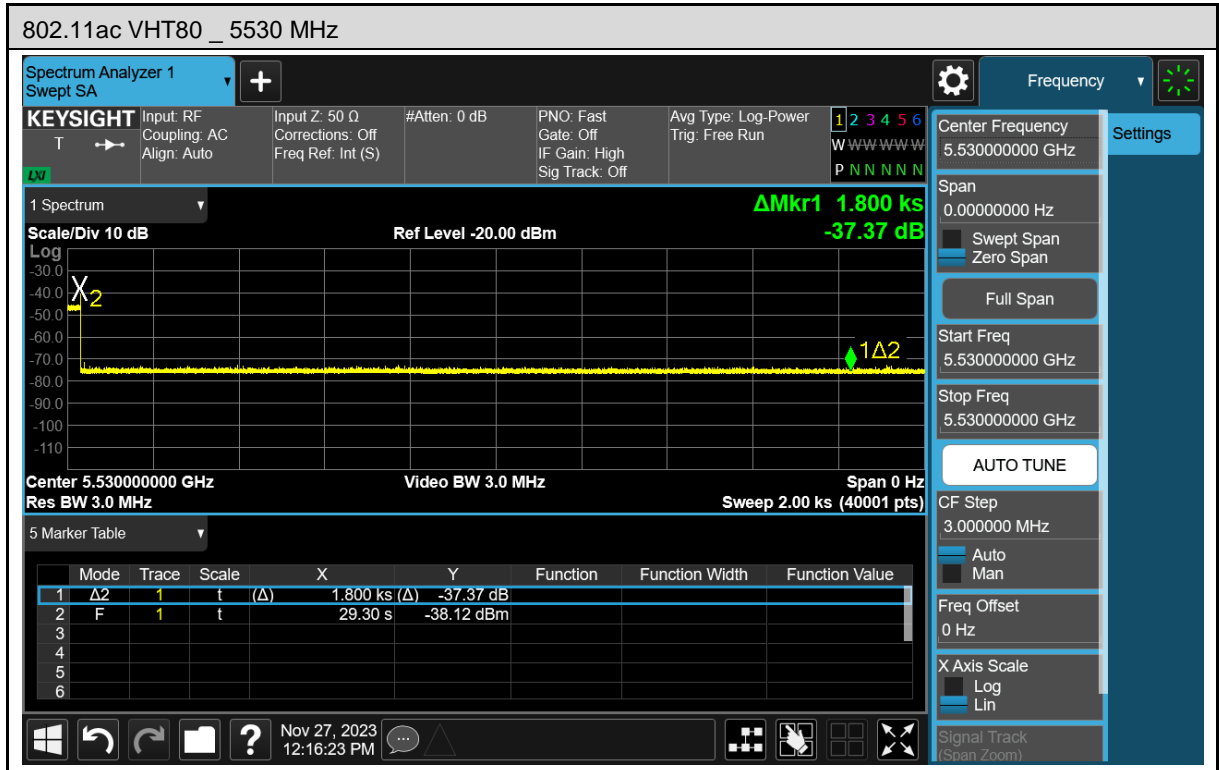 802.11ac VHT80 _ 5530 MHz
Spectrum Analyzer 1
Swept SA
Frequency
KEYSIGHT
T
LXI
Input: RF
Coupling: AC
Align: Auto
Input Z: 50 Ω
Corrections: Off
Freq Ref: Int (S)
#Atten: 0 dB
PNO: Fast
Gate: Off
IF Gain: High
Sig Track: Off
Avg Type: Log-Power
Trig: Free Run
1 2 3 4 5 6
W W W W W W
P N N N N N
1 Spectrum
ΔMkr1 1.800 ks
-37.37 dB
Scale/Div 10 dB
Ref Level -20.00 dBm
Log
-30.0
-40.0
-50.0
-60.0
-70.0
-80.0
-90.0
-100
-110
X2
1Δ2
Center 5.530000000 GHz
Video BW 3.0 MHz
Span 0 Hz
Res BW 3.0 MHz
Sweep 2.00 ks (40001 pts)
5 Marker Table
Mode Trace Scale X Y Function Function Width Function Value
1 Δ2 1 t (Δ) 1.800 ks (Δ) -37.37 dB
2 F 1 t 29.30 s -38.12 dBm
3
4
5
6
Nov 27, 2023
12:16:23 PM
Center Frequency
5.530000000 GHz
Settings
Span
0.00000000 Hz
Swept Span
Zero Span
Full Span
Start Freq
5.530000000 GHz
Stop Freq
5.530000000 GHz
AUTO TUNE
CF Step
3.000000 MHz
Auto
Man
Freq Offset
0 Hz
X Axis Scale
Log
Lin
Signal Track
(Span Zoom)